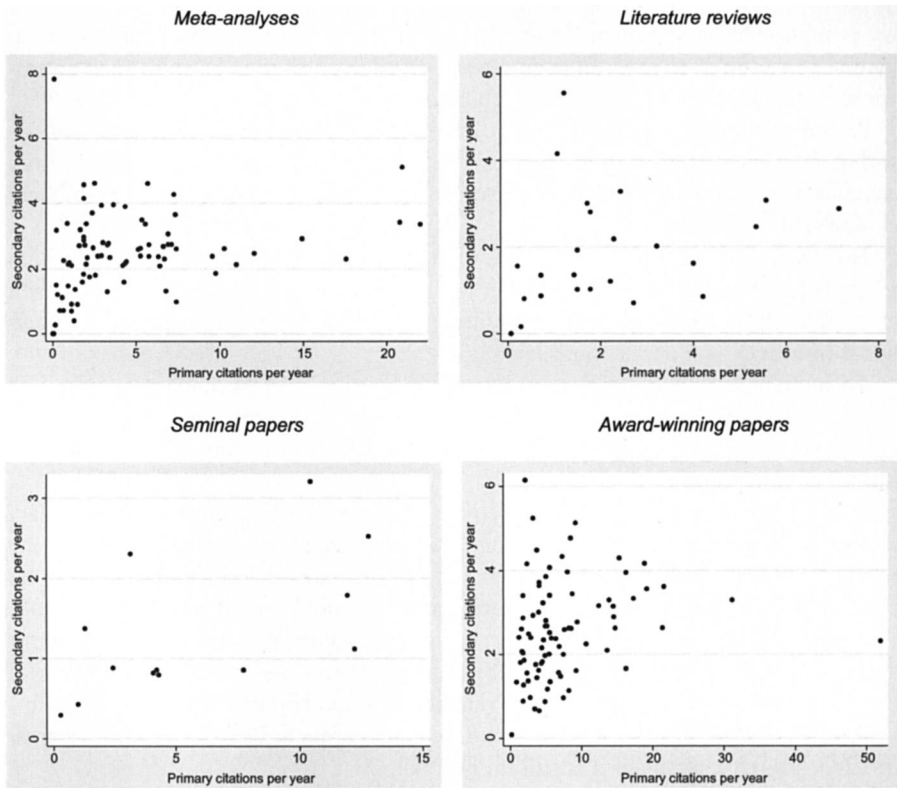 Meta-analyses
Secondary citations per year
8
6
4
2
0
0 5 10 15 20
Primary citations per year
Literature reviews
Secondary citations per year
6
4
2
0
0 2 4 6 8
Primary citations per year
Seminal papers
Secondary citations per year
3
2
1
0
0 5 10 15
Primary citations per year
Award-winning papers
Secondary citations per year
6
4
2
0
0 10 20 30 40 50
Primary citations per year